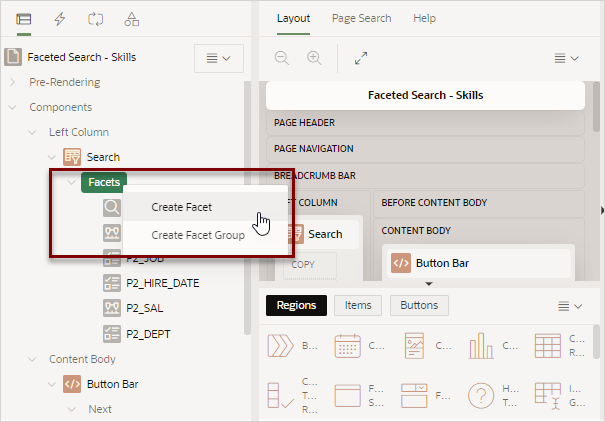 Layout
Page Search
Help
Faceted Search - Skills
Pre-Rendering
Components
Left Column
Search
Facets
Create Facet
Create Facet Group
P2_HIRE_DATE
P2_SAL
P2_DEPT
Content Body
Button Bar
Next
Faceted Search - Skills
PAGE HEADER
PAGE NAVIGATION
BREADCRUMB BAR
COLUMN
BEFORE CONTENT BODY
CONTENT BODY
Search
COPY
Button Bar
Regions
Items
Buttons
B...
C...
C...
C...
C...
R...
C...
T...
R...
F...
S...
F...
H...
T...
I...
G...